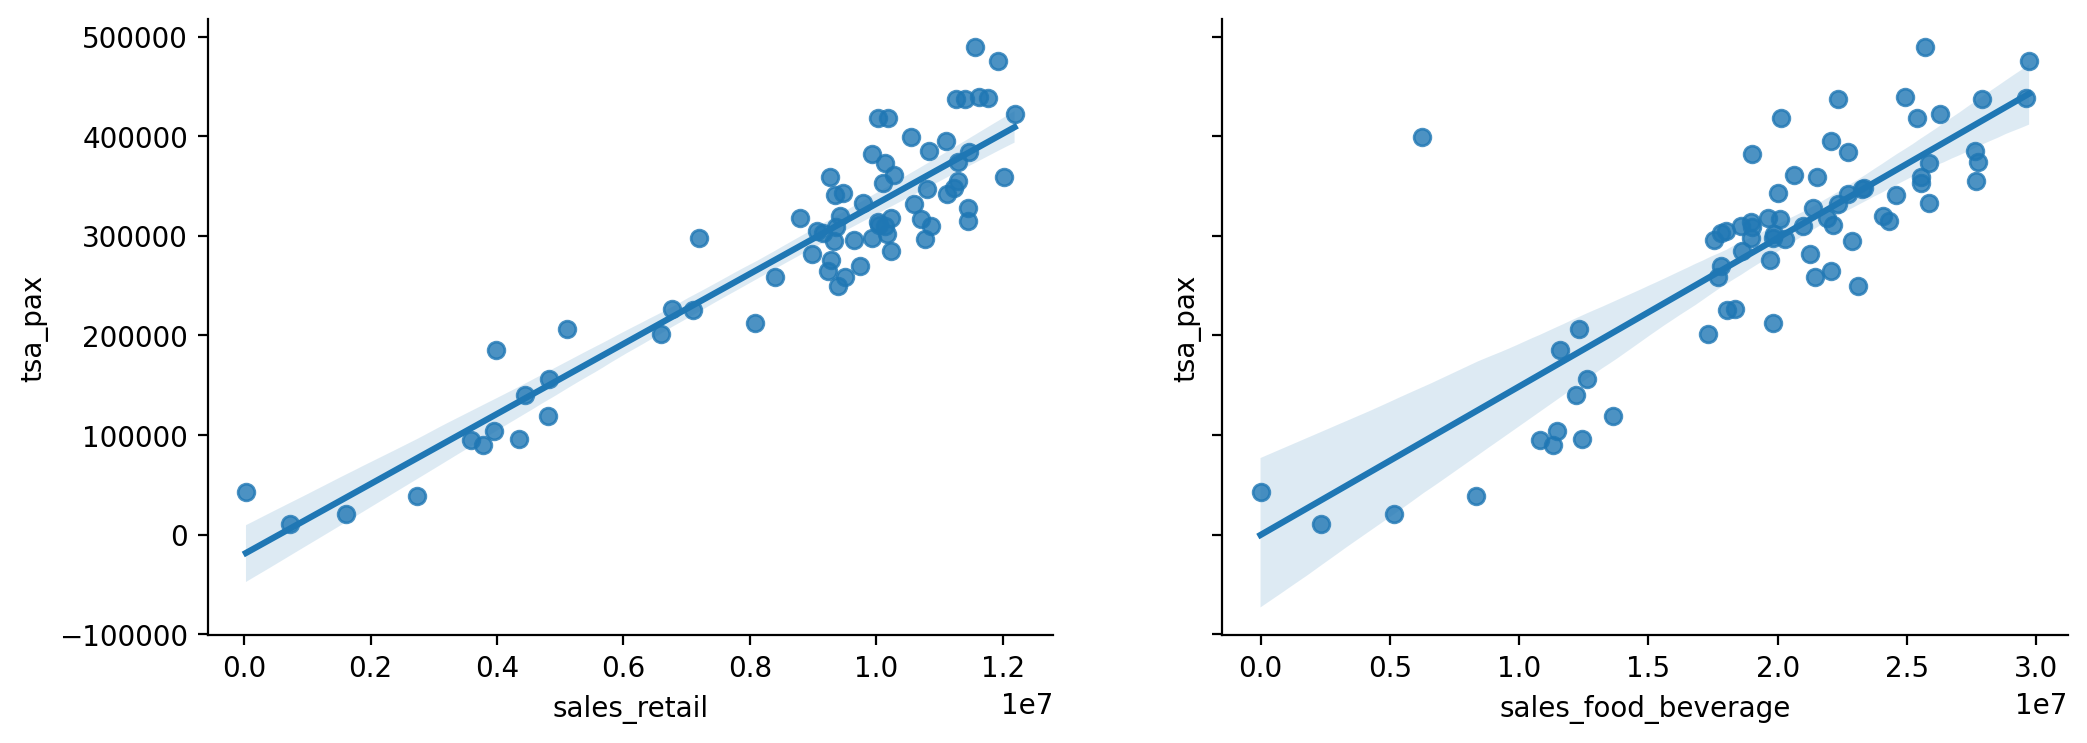 500000
400000
300000
200000
100000
0
−100000
tsa_pax
0.0 0.2 0.4 0.6 0.8 1.0 1.2
1e7
sales_retail
tsa_pax
0.0 0.5 1.0 1.5 2.0 2.5 3.0
1e7
sales_food_beverage